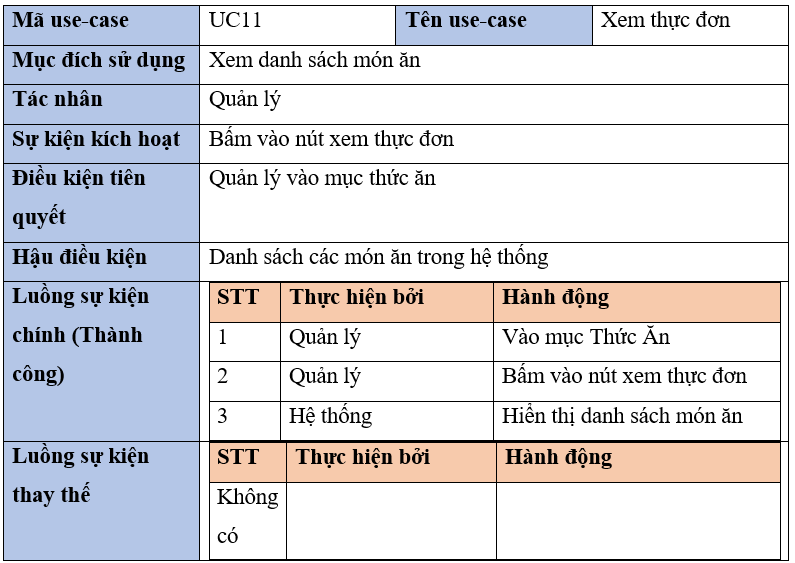 Mã use-case UC11 Tên use-case Xem thực đơn
Mục đích sử dụng Xem danh sách món ăn
Tác nhân Quản lý
Sự kiện kích hoạt Bấm vào nút xem thực đơn
Điều kiện tiên Quản lý vào mục thức ăn
quyết
Hậu điều kiện Danh sách các món ăn trong hệ thống
Luồng sự kiện STT Thực hiện bởi Hành động
chính (Thành 1 Quản lý Vào mục Thức Ăn
công) 2 Quản lý Bấm vào nút xem thực đơn
3 Hệ thống Hiển thị danh sách món ăn
Luồng sự kiện STT Thực hiện bởi Hành động
thay thế Không
có